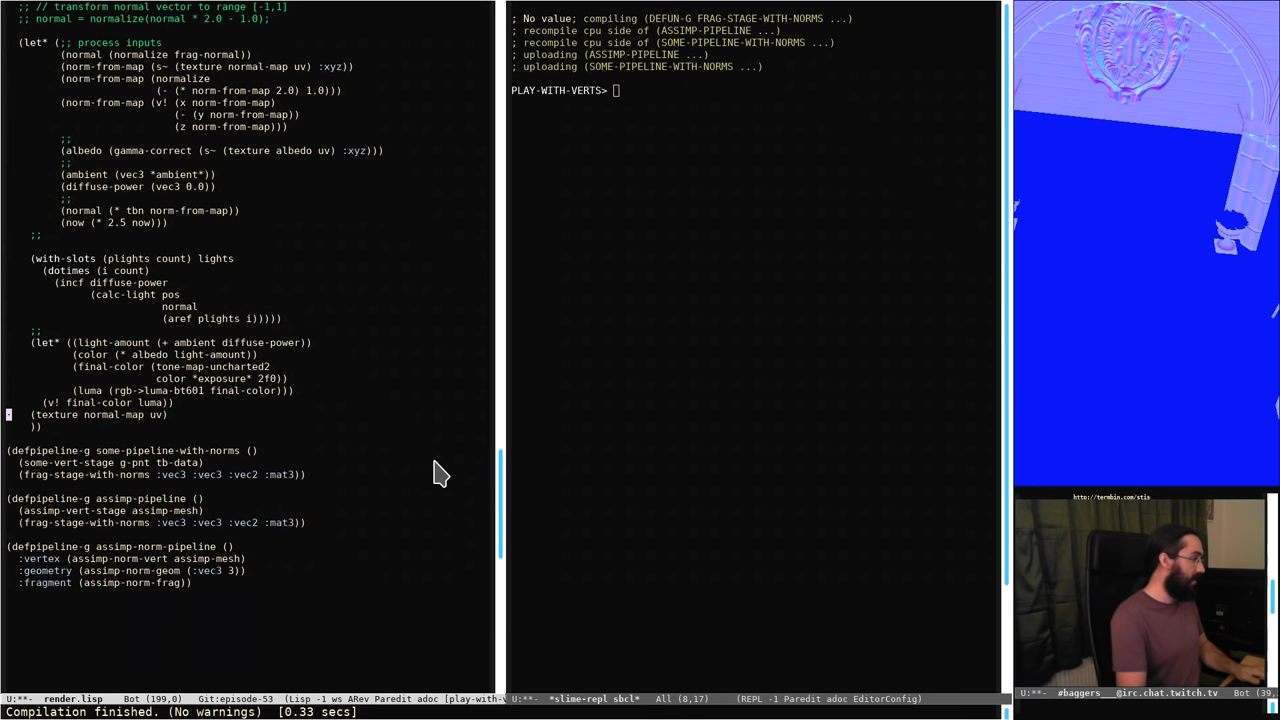 ;; // transform normal vector to range [-1,1]
;; normal = normalize(normal * 2.0 - 1.0);
(let* (;; process inputs
(normal (normalize frag-normal))
(norm-from-map (s~ (texture normal-map uv) :xyz))
(norm-from-map (normalize
(- (* norm-from-map 2.0) 1.0)))
(norm-from-map (v! (x norm-from-map)
(- (y norm-from-map))
(z norm-from-map)))
;;
(albedo (gamma-correct (s~ (texture albedo uv) :xyz)))
;;
(ambient (vec3 *ambient*))
(diffuse-power (vec3 0.0))
;;
(normal (* tbn norm-from-map))
(now (* 2.5 now)))
;;
(with-slots (plights count) lights
(dotimes (i count)
(incf diffuse-power
(calc-light pos
normal
(aref plights i)))))
;;
(let* ((light-amount (+ ambient diffuse-power))
(color (* albedo light-amount))
(final-color (tone-map-uncharted2
color *exposure* 2f0))
(luma (rgb->luma-bt601 final-color)))
(v! final-color luma))
(texture normal-map uv)
))
(defpipeline-g some-pipeline-with-norms ()
(some-vert-stage g-pnt tb-data)
(frag-stage-with-norms :vec3 :vec3 :vec2 :mat3))
(defpipeline-g assimp-pipeline ()
(assimp-vert-stage assimp-mesh)
(frag-stage-with-norms :vec3 :vec3 :vec2 :mat3))
(defpipeline-g assimp-norm-pipeline ()
:vertex (assimp-norm-vert assimp-mesh)
:geometry (assimp-norm-geom (:vec3 3))
:fragment (assimp-norm-frag))
U:**- render.lisp Bot (199,0) Git:episode-53 (Lisp -1 ws ARev Paredit adoc [play-with-v
; No value; compiling (DEFUN-G FRAG-STAGE-WITH-NORMS ...)
; recompile cpu side of (ASSIMP-PIPELINE ...)
; recompile cpu side of (SOME-PIPELINE-WITH-NORMS ...)
; uploading (ASSIMP-PIPELINE ...)
; uploading (SOME-PIPELINE-WITH-NORMS ...)
PLAY-WITH-VERTS>
U:**- *slime-repl sbcl* All (8,17) (REPL -1 Paredit adoc EditorConfig)
http://termbin.com/stis
U:**- #baggers__@irc.chat.twitch.tv Bot (39,
Compilation finished. (No warnings) [0.33 secs]